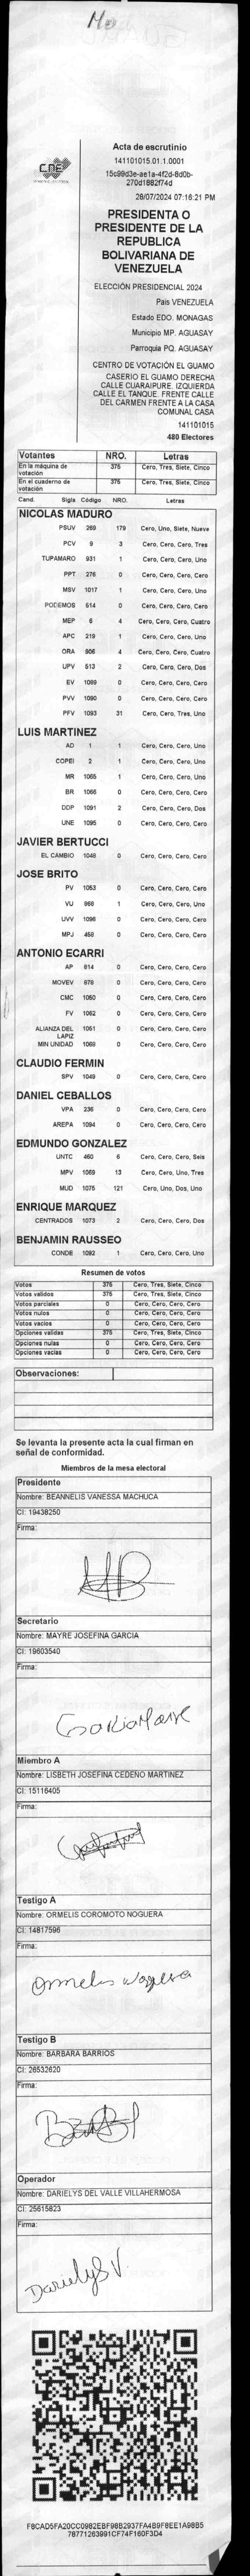 Acta de escrutinio
141101015.01.1.0001
15c99d3e-ae1a-4f2d-8d0b-
270d1882f74d
28/07/2024 07:16:21 PM
CNE
PRESIDENTA O
PRESIDENTE DE LA
REPUBLICA
BOLIVARIANA DE
VENEZUELA
ELECCIÓN PRESIDENCIAL 2024
Pais VENEZUELA
Estado EDO. MONAGAS
Municipio MP. AGUASAY
Parroquia PQ. AGUASAY
CENTRO DE VOTACIÓN EL GUAMO
CASERIO EL GUAMO DERECHA
CALLE CUARAIPURE. IZQUIERDA
CALLE EL TANQUE. FRENTE CALLE
DEL CARMEN FRENTE A LA CASA
COMUNAL CASA
141101015
480 Electores
Votantes NRO. Letras
En la máquina de votación 375 Cero, Tres, Siete, Cinco
En el cuaderno de votación 375 Cero, Tres, Siete, Cinco
Cand. Sigla Código NRO. Letras
NICOLAS MADURO
PSUV 269 179 Cero, Uno, Siete, Nueve
PCV 9 3 Cero, Cero, Cero, Tres
TUPAMARO 931 1 Cero, Cero, Cero, Uno
PPT 276 0 Cero, Cero, Cero, Cero
MSV 1017 1 Cero, Cero, Cero, Uno
PODEMOS 514 0 Cero, Cero, Cero, Cero
MEP 6 4 Cero, Cero, Cero, Cuatro
APC 219 1 Cero, Cero, Cero, Uno
ORA 906 4 Cero, Cero, Cero, Cuatro
UPV 513 2 Cero, Cero, Cero, Dos
EV 1089 0 Cero, Cero, Cero, Cero
PVV 1090 0 Cero, Cero, Cero, Cero
PFV 1093 31 Cero, Cero, Tres, Uno
LUIS MARTINEZ
AD 1 1 Cero, Cero, Cero, Uno
COPEI 2 1 Cero, Cero, Cero, Uno
MR 1065 1 Cero, Cero, Cero, Uno
BR 1066 0 Cero, Cero, Cero, Cero
DDP 1091 2 Cero, Cero, Cero, Dos
UNE 1095 0 Cero, Cero, Cero, Cero
JAVIER BERTUCCI
EL CAMBIO 1048 0 Cero, Cero, Cero, Cero
JOSE BRITO
PV 1053 0 Cero, Cero, Cero, Cero
VU 868 1 Cero, Cero, Cero, Uno
UVV 1096 0 Cero, Cero, Cero, Cero
MPJ 458 0 Cero, Cero, Cero, Cero
ANTONIO ECARRI
AP 814 0 Cero, Cero, Cero, Cero
MOVEV 878 0 Cero, Cero, Cero, Cero
CMC 1050 0 Cero, Cero, Cero, Cero
FV 1062 0 Cero, Cero, Cero, Cero
ALIANZA DEL LAPIZ 1061 0 Cero, Cero, Cero, Cero
MIN UNIDAD 1068 0 Cero, Cero, Cero, Cero
CLAUDIO FERMIN
SPV 1049 0 Cero, Cero, Cero, Cero
DANIEL CEBALLOS
VPA 236 0 Cero, Cero, Cero, Cero
AREPA 1094 0 Cero, Cero, Cero, Cero
EDMUNDO GONZALEZ
UNTC 460 6 Cero, Cero, Cero, Seis
MPV 1069 13 Cero, Cero, Uno, Tres
MUD 1075 121 Cero, Uno, Dos, Uno
ENRIQUE MARQUEZ
CENTRADOS 1073 2 Cero, Cero, Cero, Dos
BENJAMIN RAUSSEO
CONDE 1092 1 Cero, Cero, Cero, Uno
Resumen de votos
Votos 375 Cero, Tres, Siete, Cinco
Votos validos 375 Cero, Tres, Siete, Cinco
Votos parciales 0 Cero, Cero, Cero, Cero
Votos nulos 0 Cero, Cero, Cero, Cero
Votos vacios 0 Cero, Cero, Cero, Cero
Opciones validas 375 Cero, Tres, Siete, Cinco
Opciones nulas 0 Cero, Cero, Cero, Cero
Opciones vacias 0 Cero, Cero, Cero, Cero
Observaciones:
Se levanta la presente acta la cual firman en
señal de conformidad.
Miembros de la mesa electoral
Presidente
Nombre: BEANNELIS VANESSA MACHUCA
CI: 19438250
Firma:
Secretario
Nombre: MAYRE JOSEFINA GARCIA
CI: 19603540
Firma:
Garcia Mayre
Miembro A
Nombre: LISBETH JOSEFINA CEDEÑO MARTINEZ
CI: 15116405
Firma:
Testigo A
Nombre: ORMELIS COROMOTO NOGUERA
CI: 14817596
Firma:
Ormelis Noguera
Testigo B
Nombre: BARBARA BARRIOS
CI: 26532620
Firma:
Operador
Nombre: DARIELYS DEL VALLE VILLAHERMOSA
CI: 25615823
Firma:
Darielys V.
F8CAD5FA20CC0982EBF98B2937FA4B9F8EE1A98B5
78771263991CF74F160F3D4